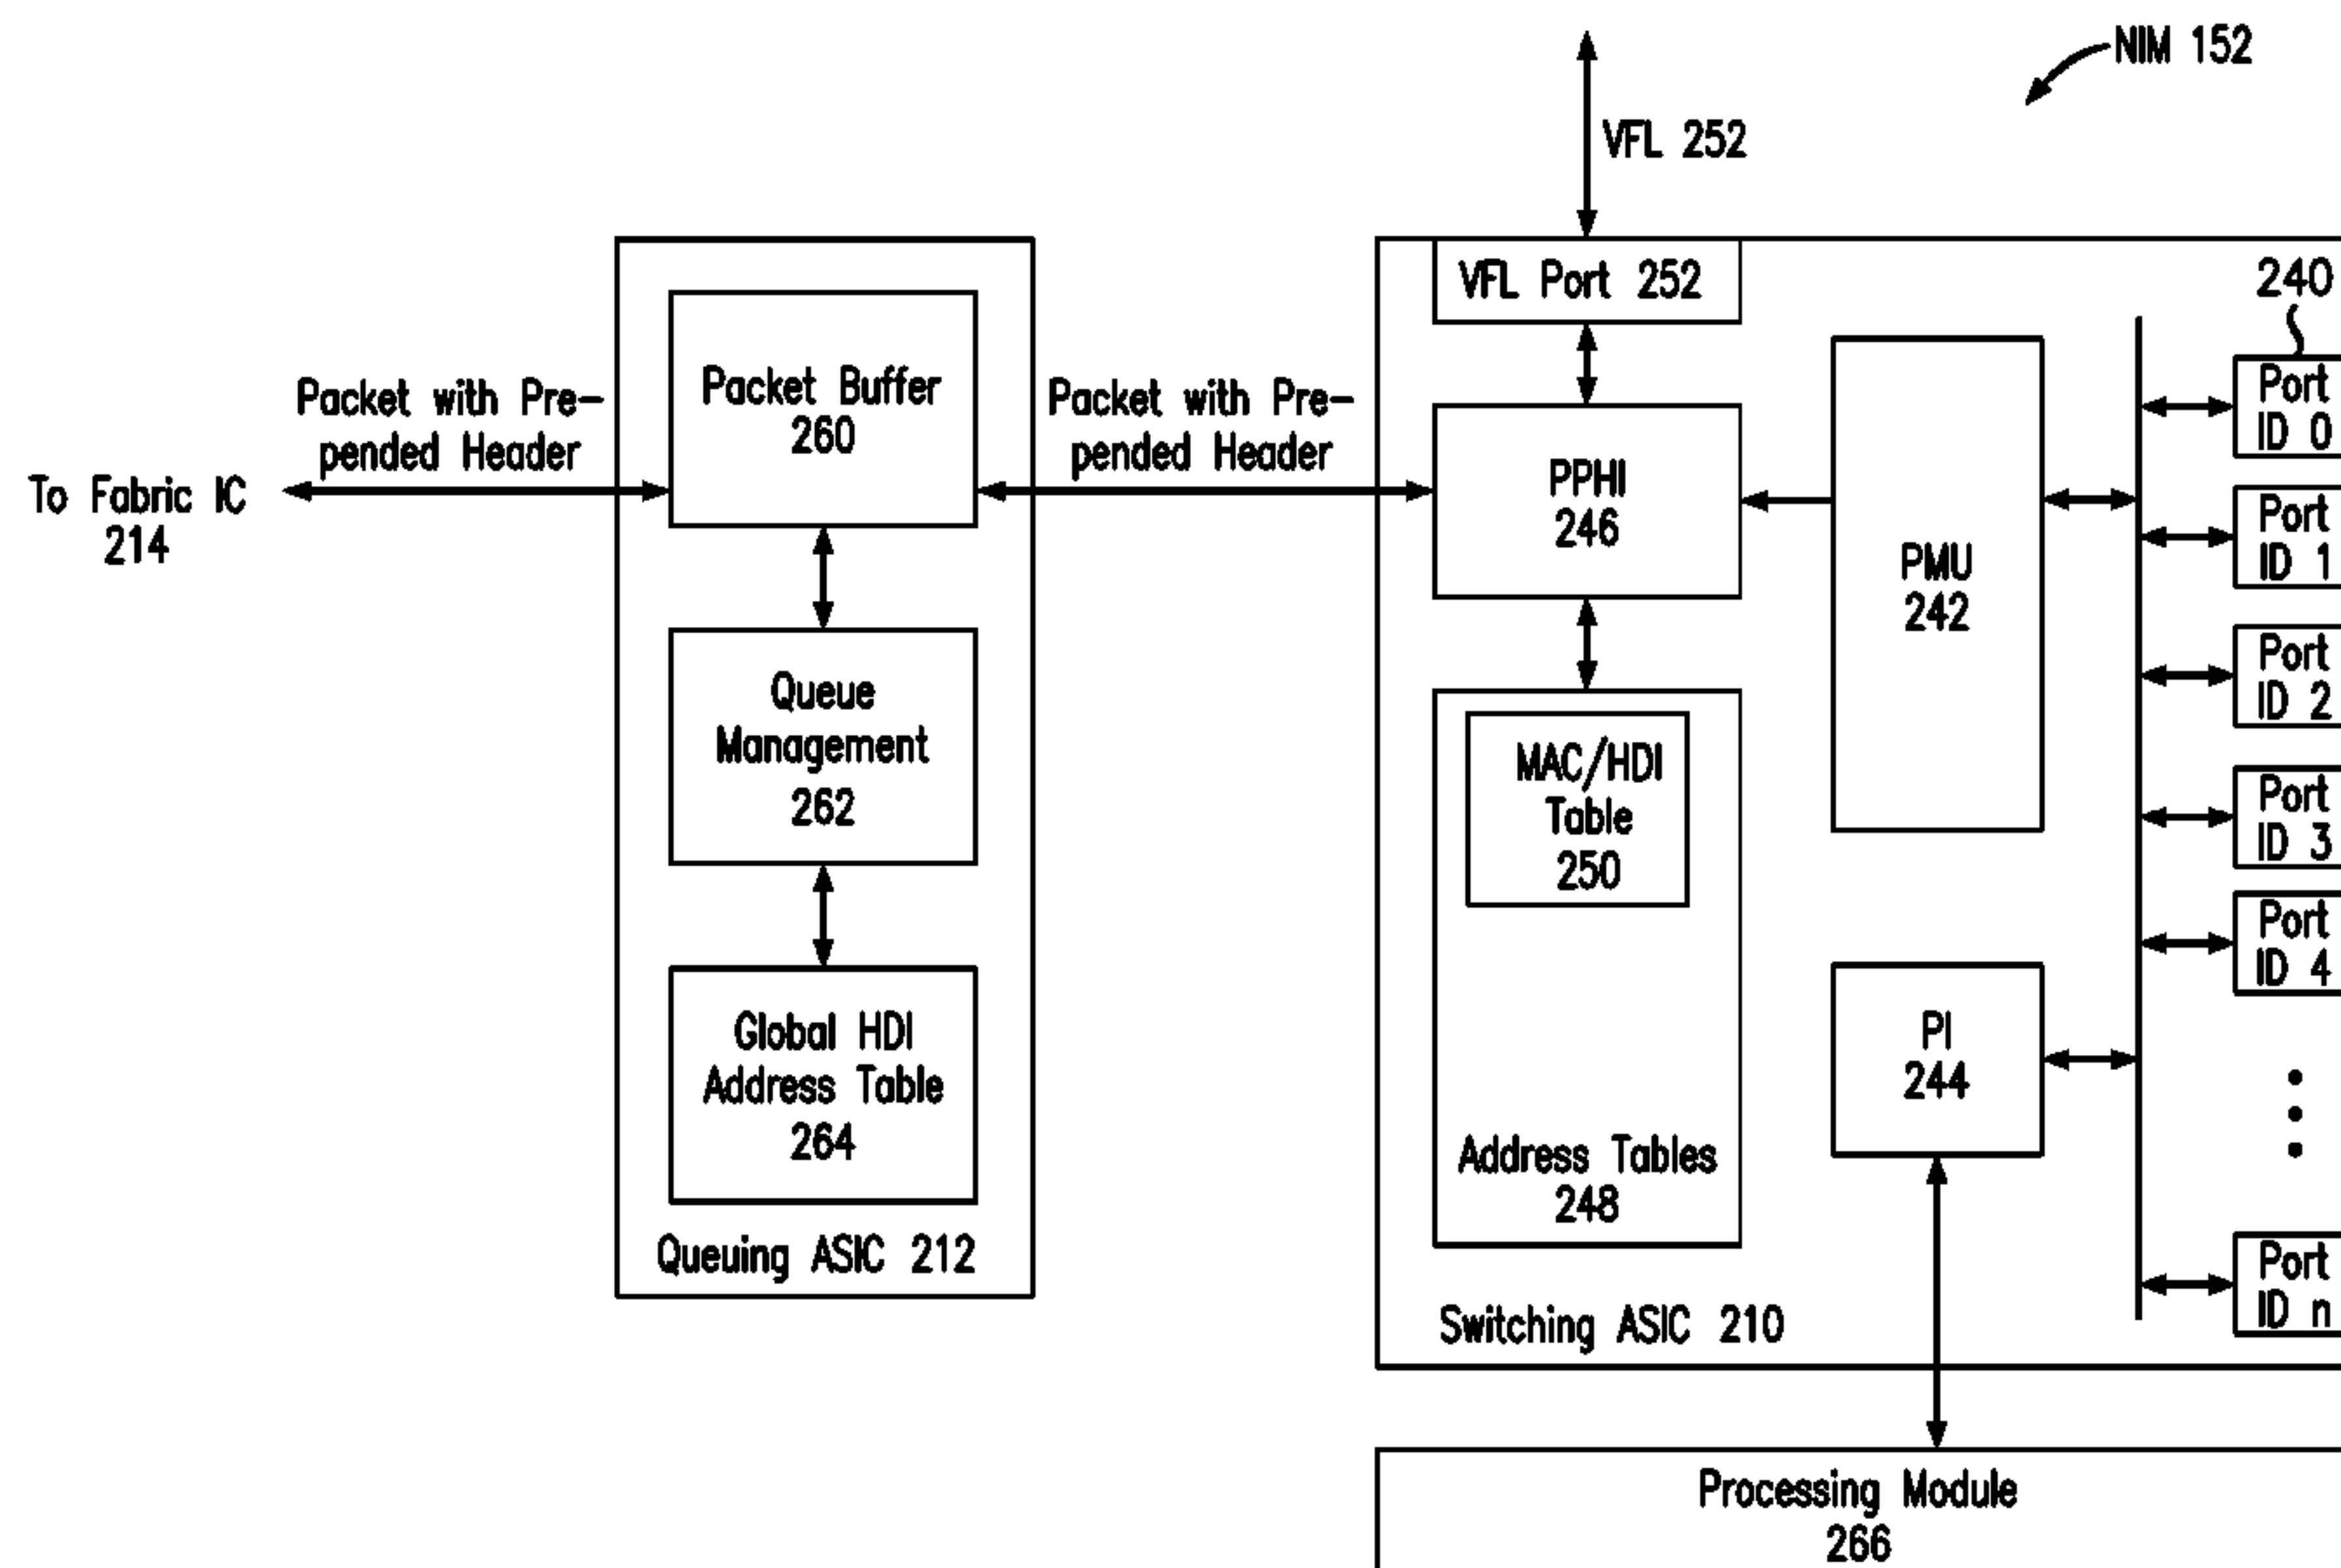 NIM 152
VFL 252
To Fabric IC
214
Packet with Pre-
pended Header
Packet Buffer
260
Queue
Management
262
Global HDI
Address Table
264
Queuing ASIC 212
Packet with Pre-
pended Header
VFL Port 252
PPHI
246
MAC/HDI
Table
250
Address Tables
248
PMU
242
PI
244
Switching ASIC 210
240
Port
ID 0
Port
ID 1
Port
ID 2
Port
ID 3
Port
ID 4
Port
ID n
Processing Module
266